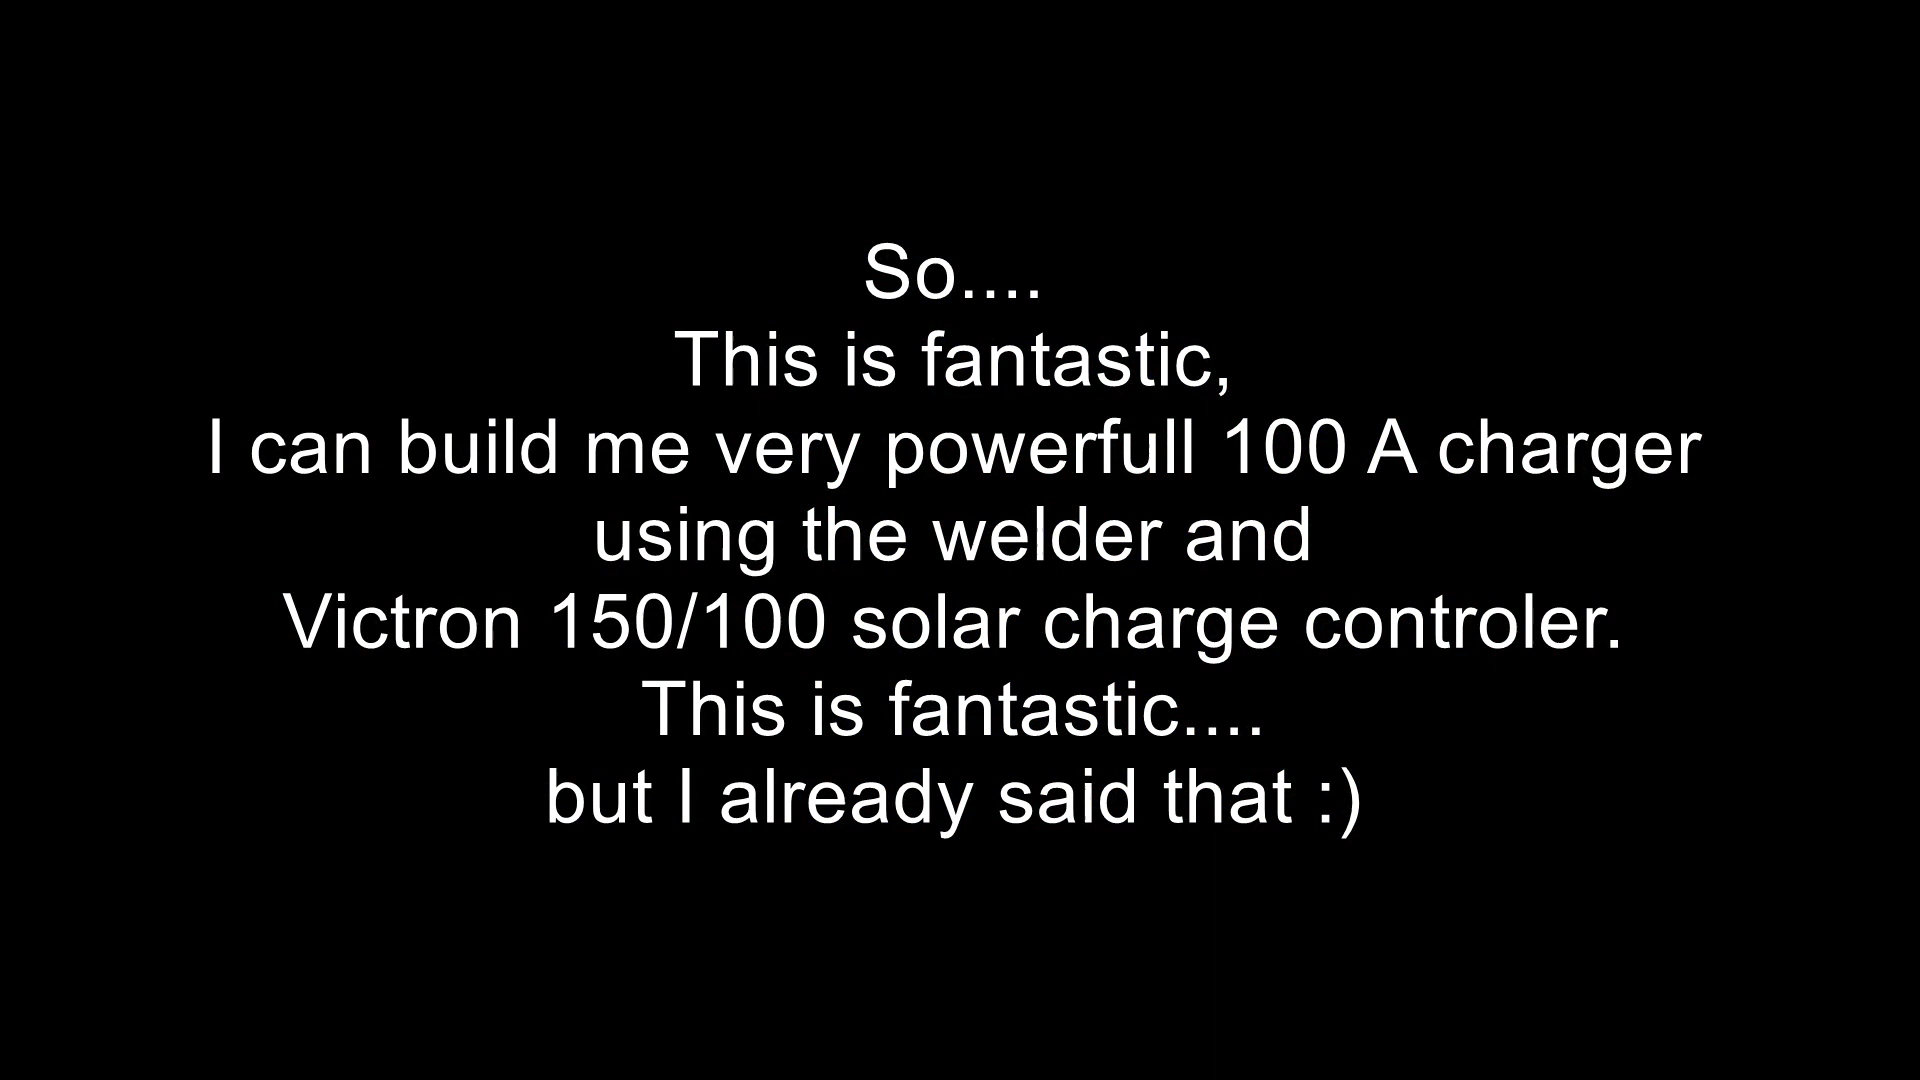 So....
This is fantastic,
I can build me very powerfull 100 A charger
using the welder and
Victron 150/100 solar charge controler.
This is fantastic....
but I already said that :)